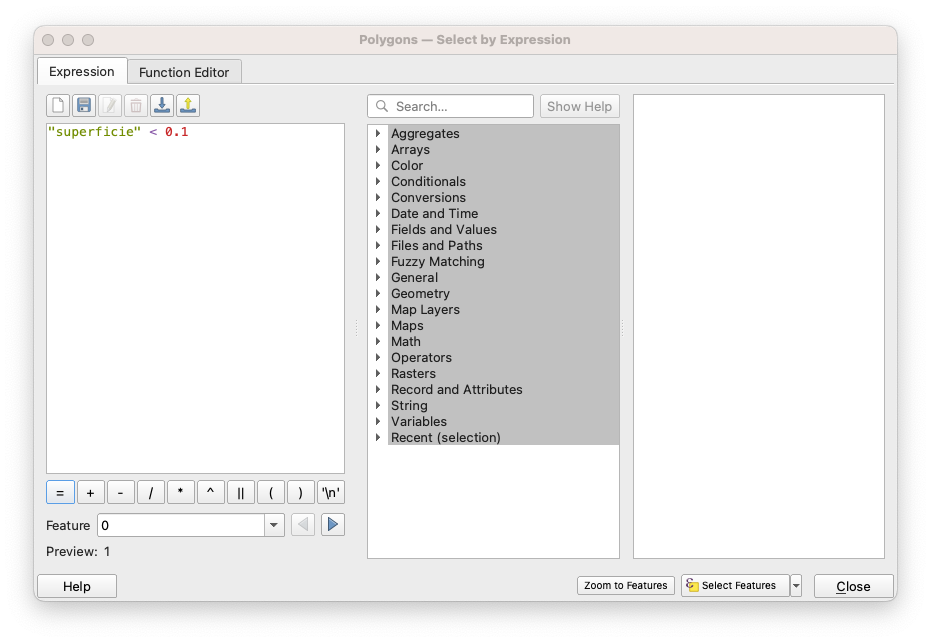 Polygons — Select by Expression
Expression
Function Editor
"superficie" < 0.1
= + - / * ^ || ( ) '\n'
Feature 0
Preview: 1
Search...
Show Help
Aggregates
Arrays
Color
Conditionals
Conversions
Date and Time
Fields and Values
Files and Paths
Fuzzy Matching
General
Geometry
Map Layers
Maps
Math
Operators
Rasters
Record and Attributes
String
Variables
Recent (selection)
Help
Zoom to Features
Select Features
Close